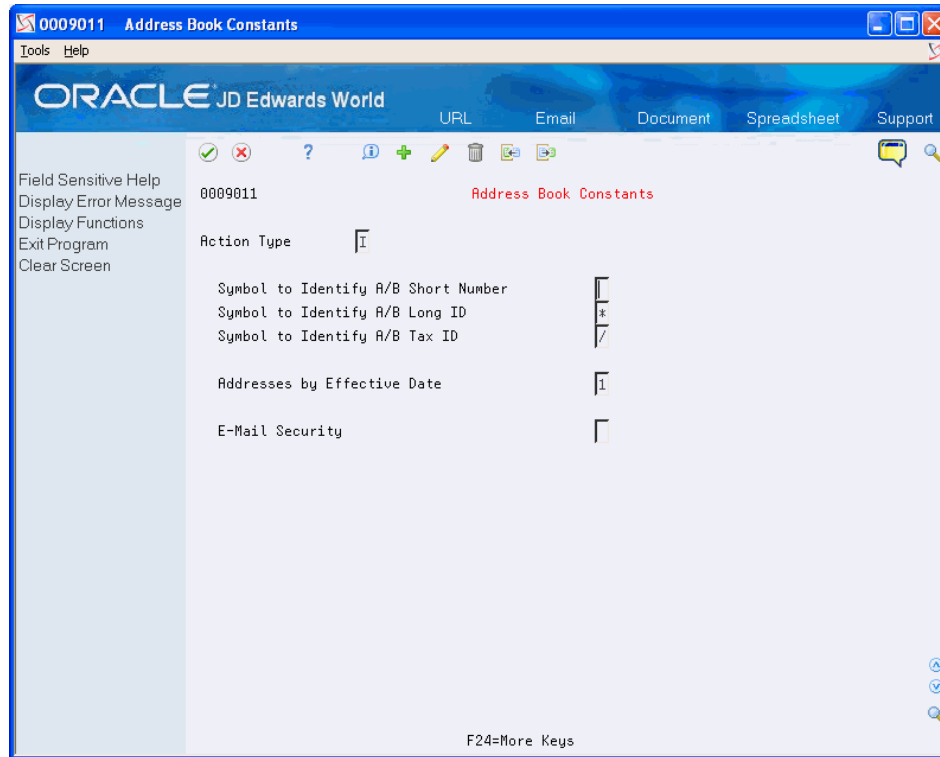 0009011 Address Book Constants
Tools Help
ORACLE JD Edwards World
URL Email Document Spreadsheet Support
Field Sensitive Help
Display Error Message
Display Functions
Exit Program
Clear Screen
0009011 Address Book Constants
Action Type I
Symbol to Identify A/B Short Number
Symbol to Identify A/B Long ID *
Symbol to Identify A/B Tax ID /
Addresses by Effective Date 1
E-Mail Security
F24=More Keys